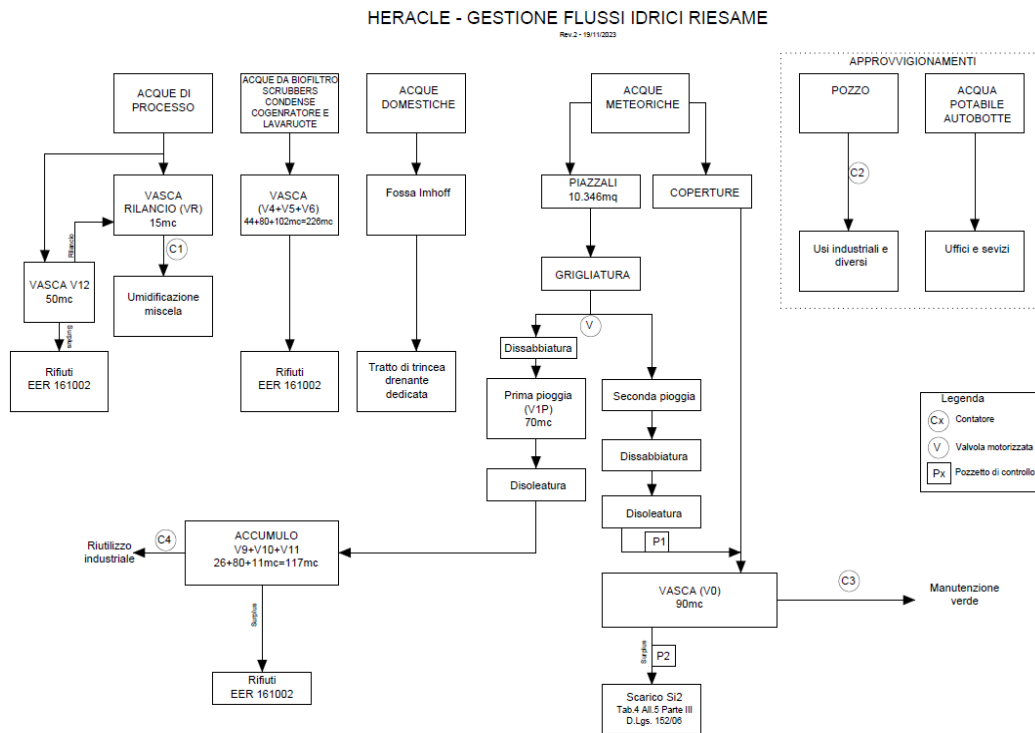 HERACLE - GESTIONE FLUSSI IDRICI RIESAME
Rev.2 - 19/11/2023
ACQUE DI
PROCESSO
ACQUE DA BIOFILTRO
SCRUBBERS
CONDENSE
COGENRATORE E
LAVARUOTE
ACQUE
DOMESTICHE
ACQUE
METEORICHE
APPROVVIGIONAMENTI
POZZO
ACQUA
POTABILE
AUTOBOTTE
VASCA
RILANCIO (VR)
15mc
VASCA
(V4+V5+V6)
44+80+102mc=226mc
Fossa Imhoff
PIAZZALI
10.346mq
COPERTURE
C2
Rilancio
C1
VASCA V12
50mc
Umidificazione
miscela
GRIGLIATURA
Usi industriali e
diversi
Uffici e sevizi
Surplus
V
Rifiuti
EER 161002
Rifiuti
EER 161002
Tratto di trincea
drenante
dedicata
Dissabbiatura
Prima pioggia
(V1P)
70mc
Seconda pioggia
Dissabbiatura
Disoleatura
Disoleatura
Legenda
Cx Contatore
V Valvola motorizzata
Px Pozzetto di controllo
P1
Riutilizzo
industriale
C4
ACCUMULO
V9+V10+V11
26+80+11mc=117mc
VASCA (V0)
90mc
C3
Manutenzione
verde
Surplus
Surplus
P2
Rifiuti
EER 161002
Scarico Si2
Tab.4 All.5 Parte III
D.Lgs. 152/06